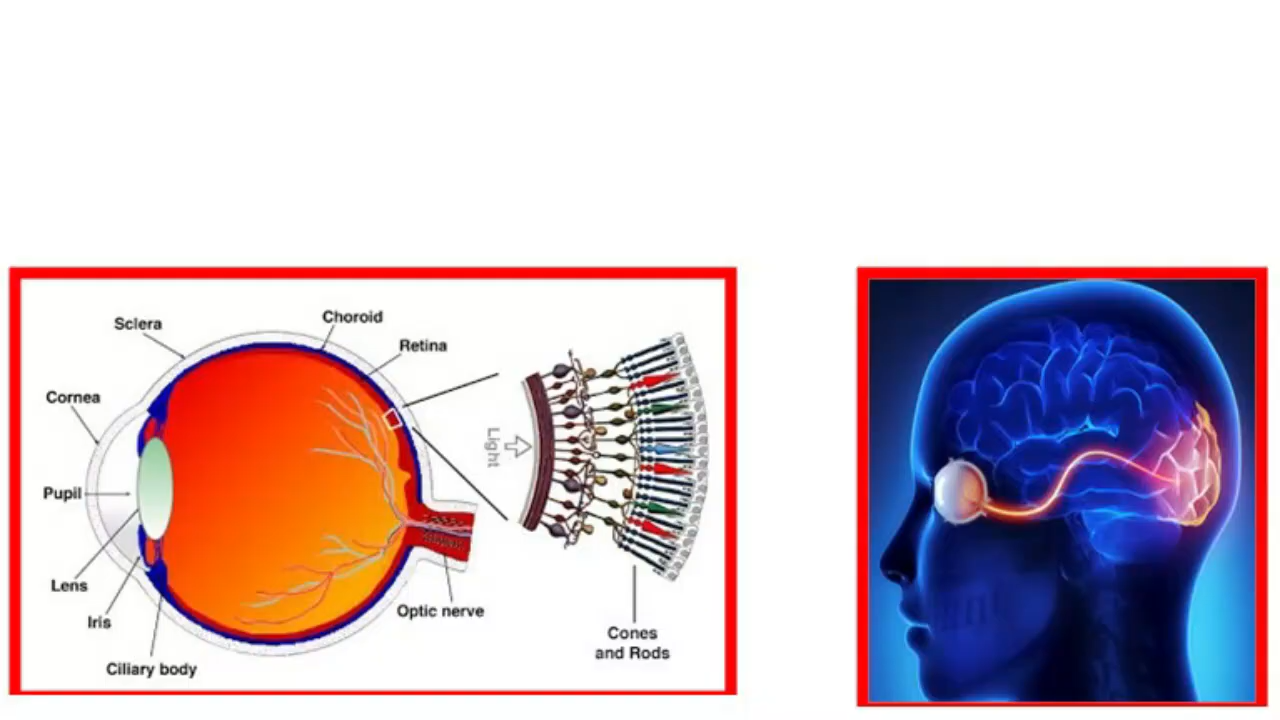 Sclera
Choroid
Retina
Cornea
Light
Pupil
Lens
Iris
Optic nerve
Cones
and Rods
Ciliary body